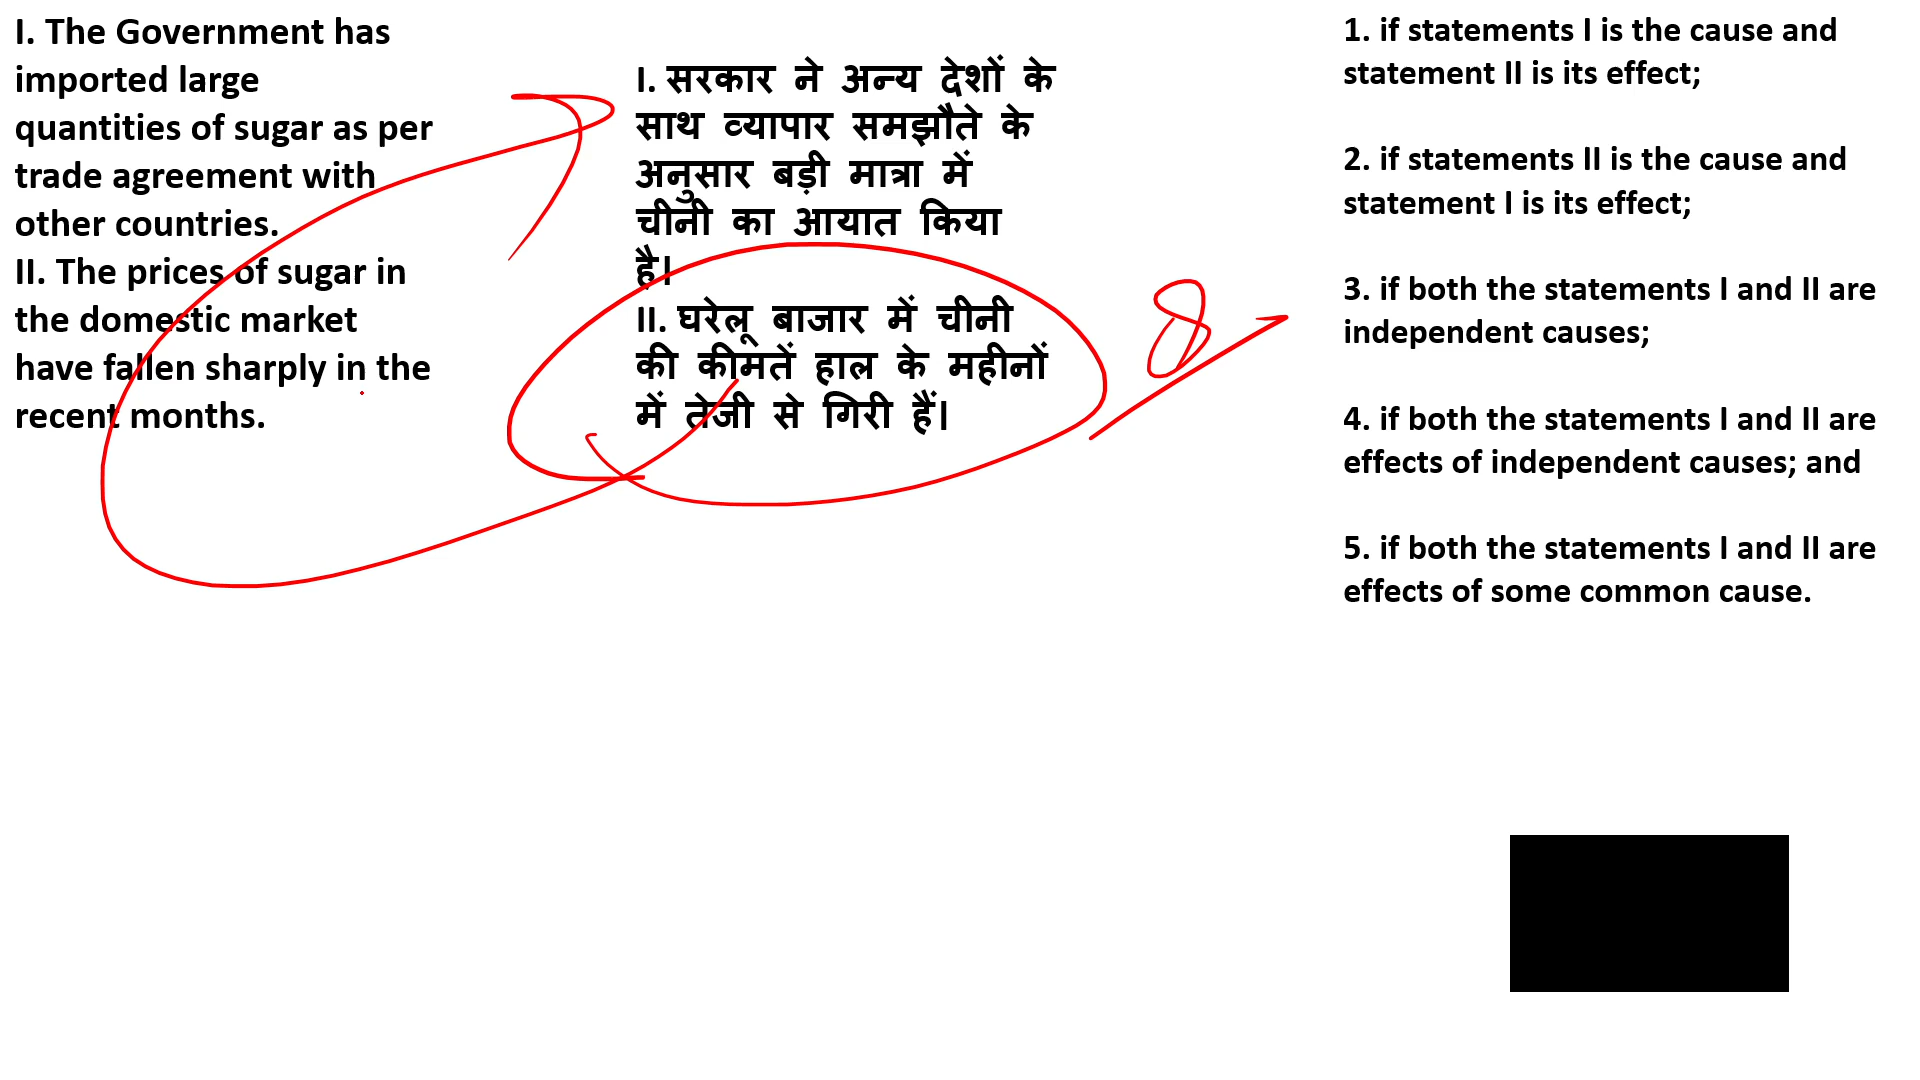 I. The Government has
imported large
quantities of sugar as per
trade agreement with
other countries.
II. The prices of sugar in
the domestic market
have fallen sharply in the
recent months.
I. सरकार ने अन्य देशों के
साथ व्यापार समझौते के
अनुसार बड़ी मात्रा में
चीनी का आयात किया
है।
II. घरेलू बाजार में चीनी
की कीमतें हाल के महीनों
में तेजी से गिरी हैं।
1. if statements I is the cause and
statement II is its effect;
2. if statements II is the cause and
statement I is its effect;
3. if both the statements I and II are
independent causes;
4. if both the statements I and II are
effects of independent causes; and
5. if both the statements I and II are
effects of some common cause.